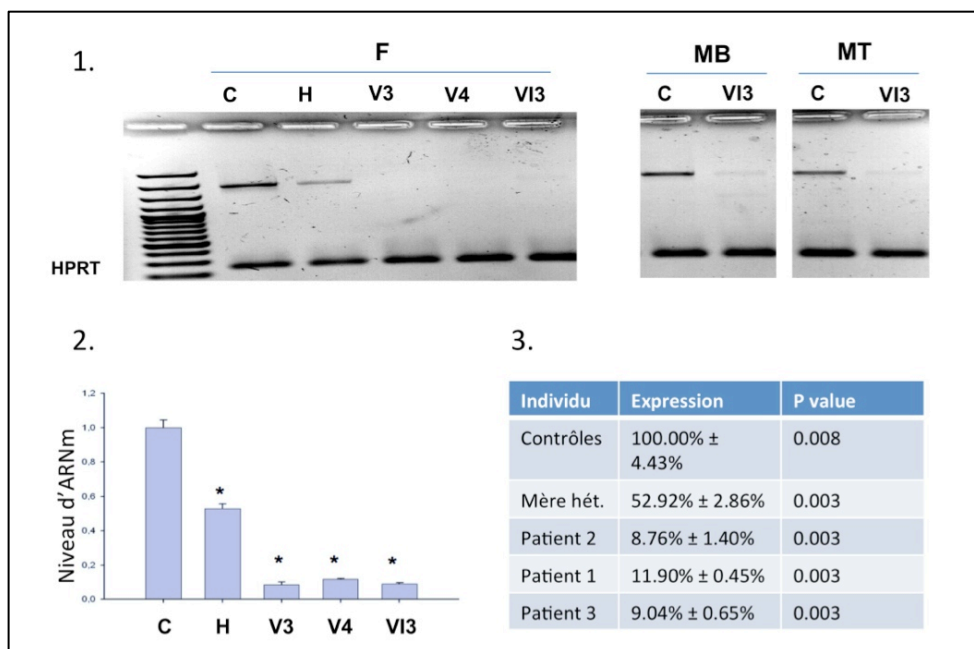 1.
F
C H V3 V4 VI3
MB
C VI3
MT
C VI3
HPRT
2.
Niveau d'ARNm
1,2
1,0
0,8
0,6
0,4
0,2
0,0
*
*
*
*
C H V3 V4 VI3
3.
Individu Expression P value
Contrôles 100.00% ± 0.008
4.43%
Mère hét. 52.92% ± 2.86% 0.003
Patient 2 8.76% ± 1.40% 0.003
Patient 1 11.90% ± 0.45% 0.003
Patient 3 9.04% ± 0.65% 0.003